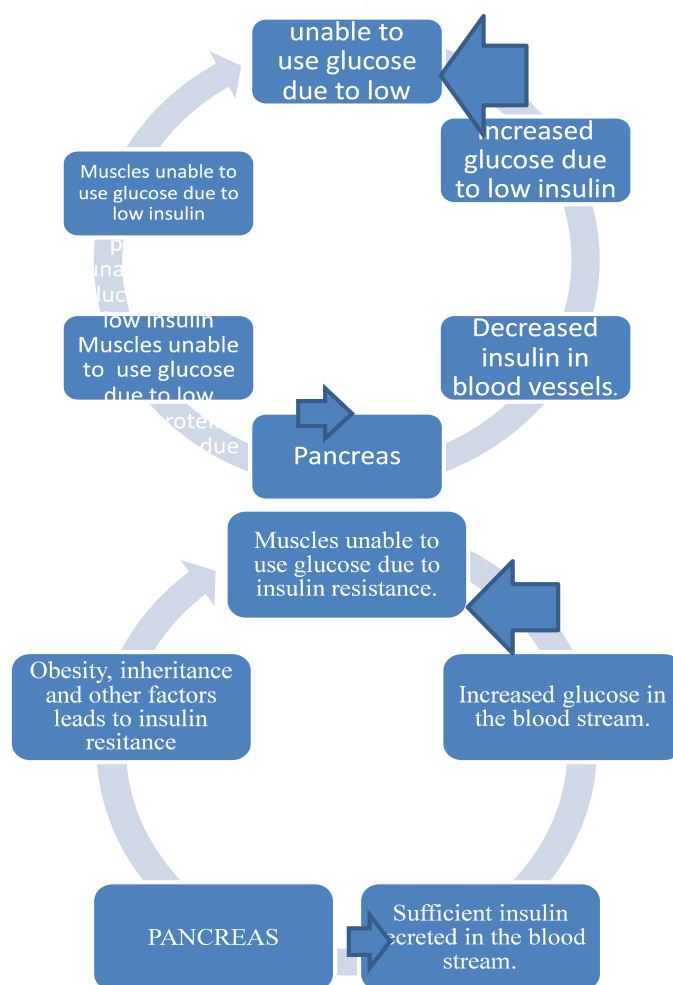 unable to
use glucose
due to low
Increased
glucose due
to low insulin
Muscles unable to
use glucose due to
low insulin
low insulin
Muscles unable
to use glucose
due to low
due
Decreased
insulin in
blood vessels.
Pancreas
Muscles unable to
use glucose due to
insulin resistance.
Obesity, inheritance
and other factors
leads to insulin
resitance
Increased glucose in
the blood stream.
PANCREAS
Sufficient insulin
ecreted in the blood
stream.